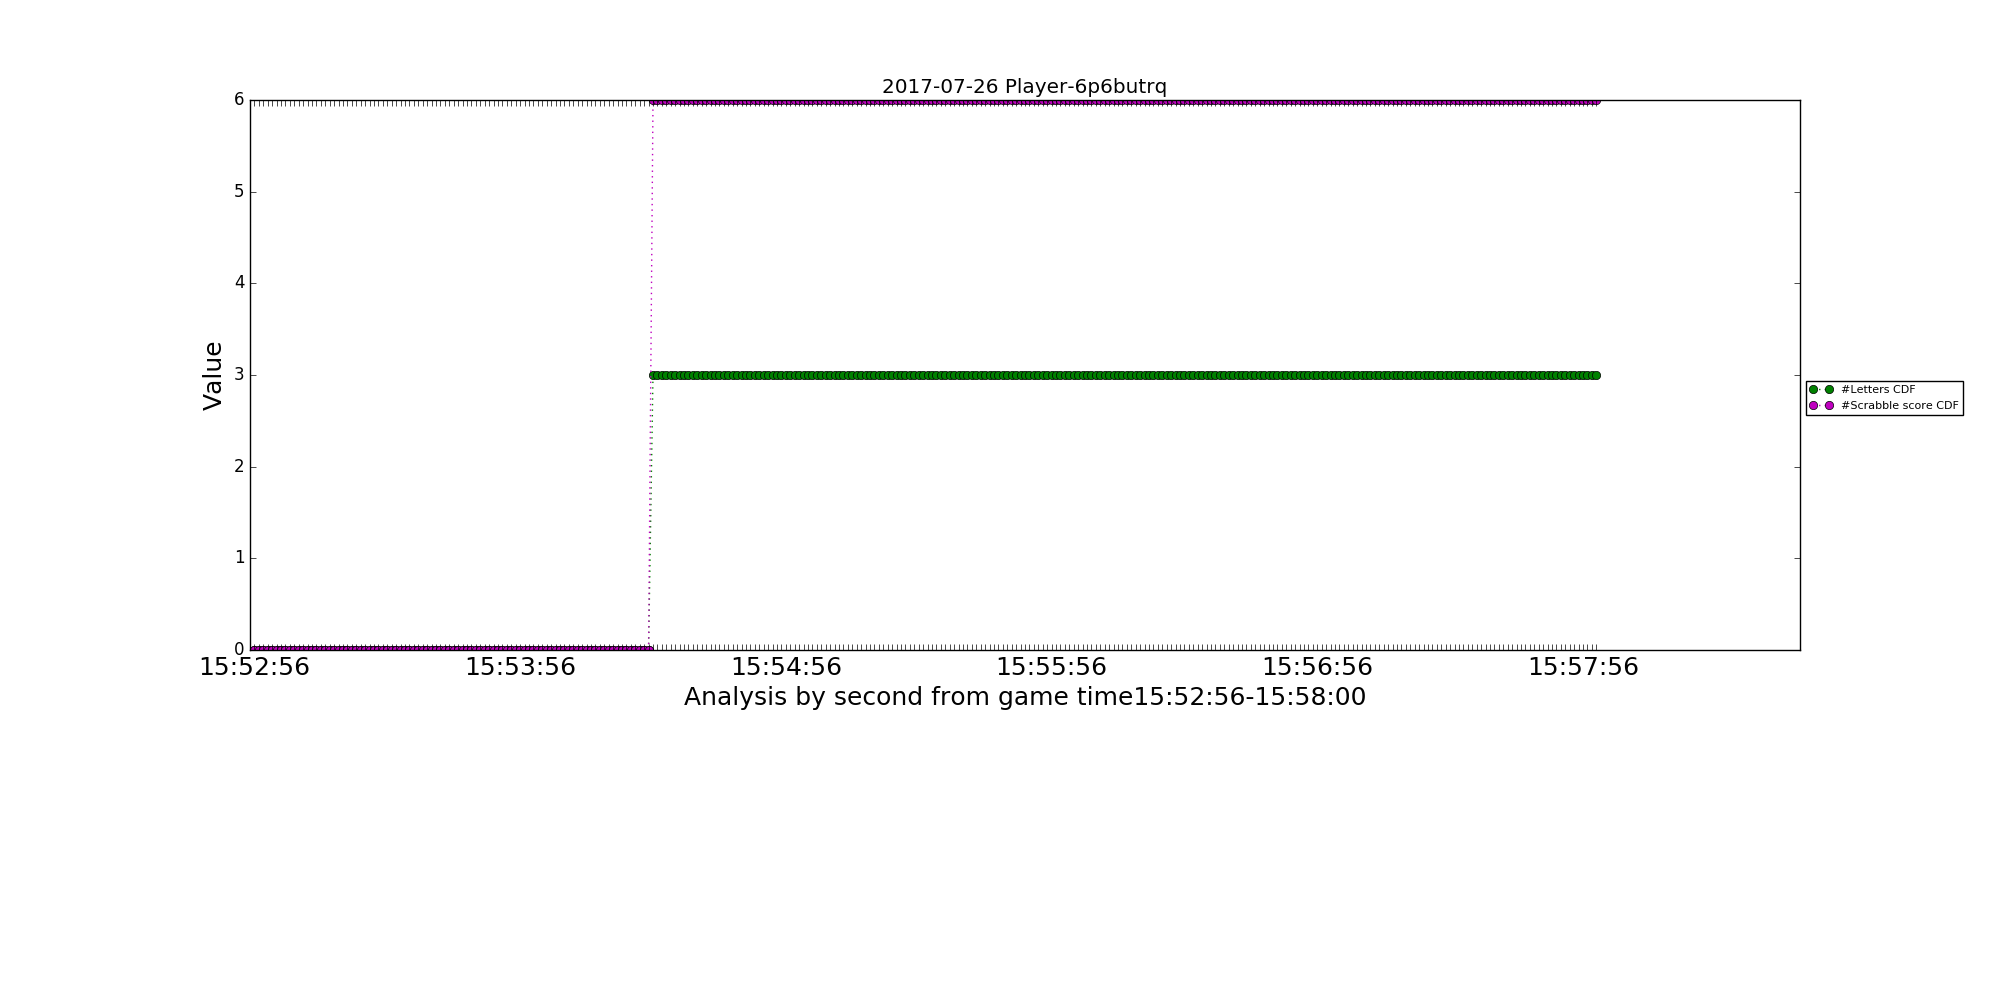 2017-07-26 Player-6p6butrq
6
5
4
3
2
1
0
Value
15:52:56 15:53:56 15:54:56 15:55:56 15:56:56 15:57:56
Analysis by second from game time15:52:56-15:58:00
#Letters CDF
#Scrabble score CDF